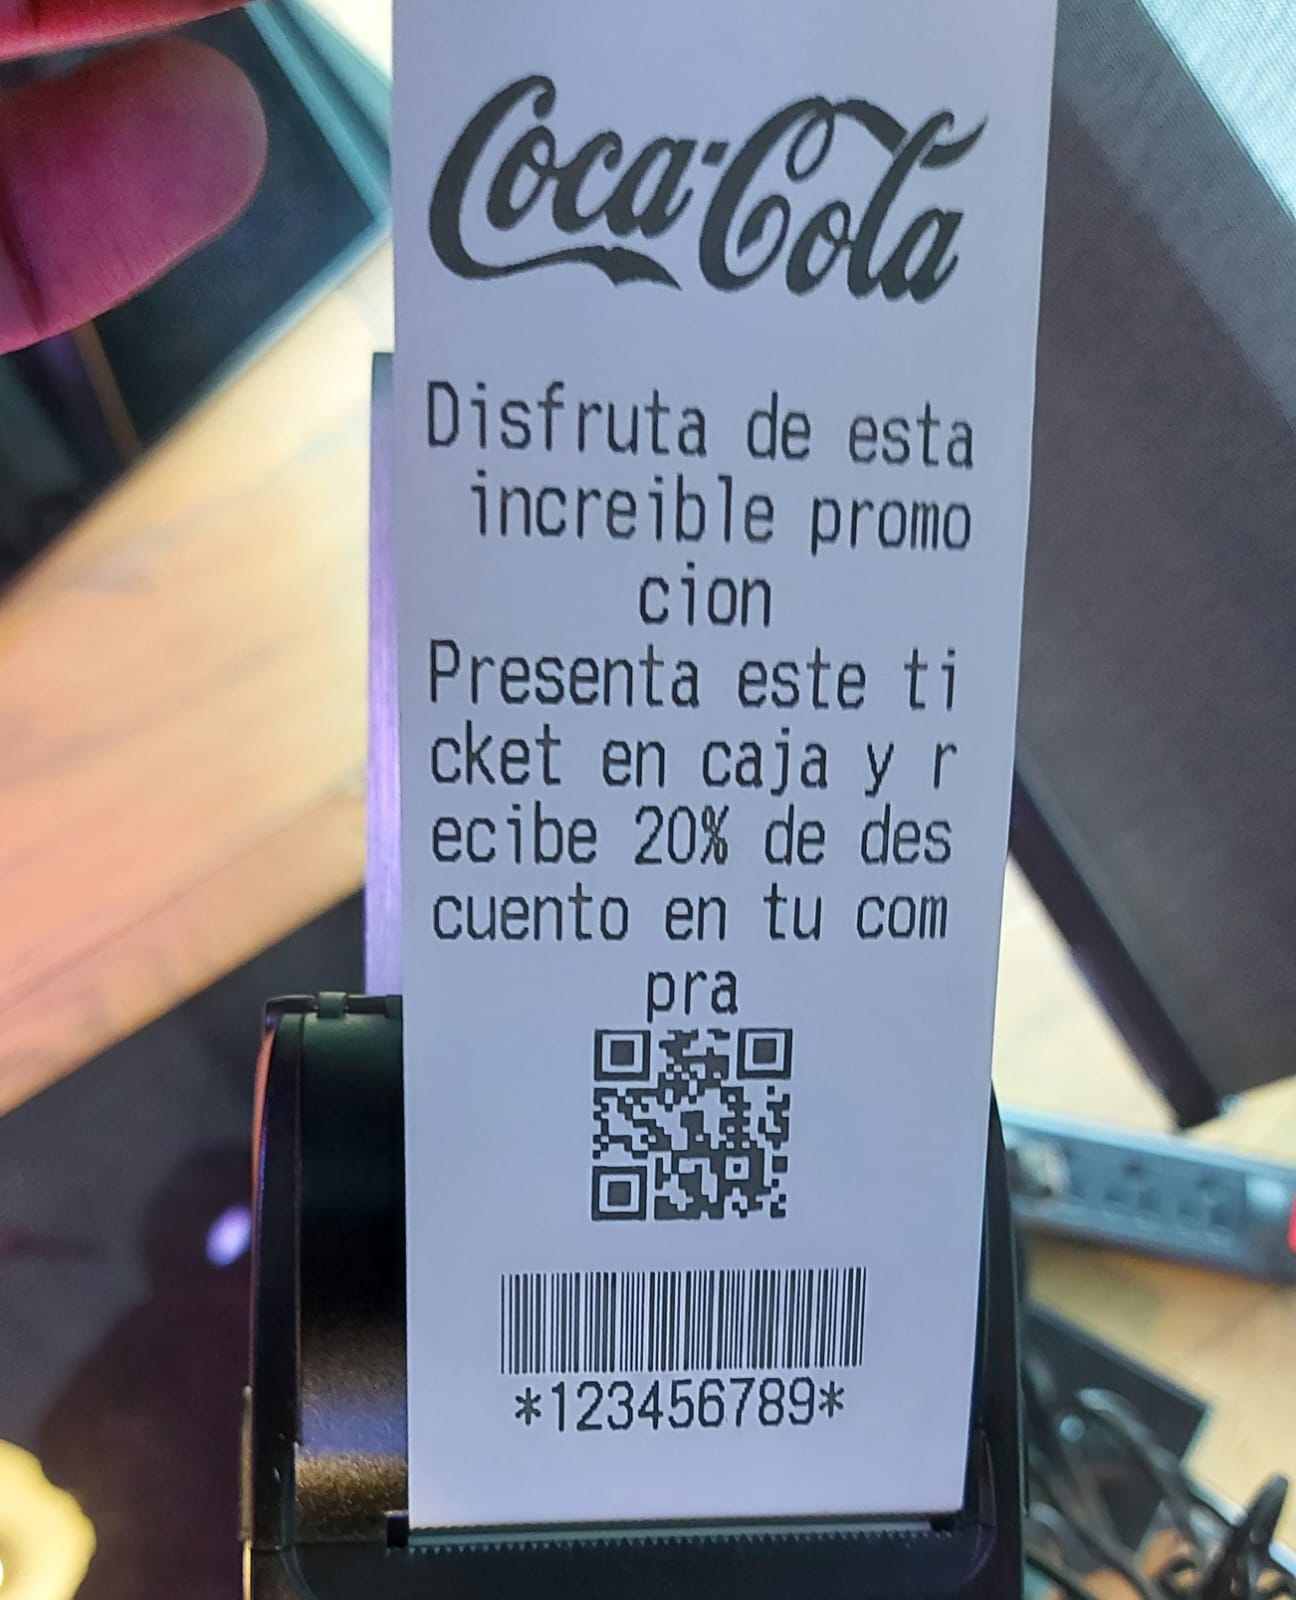 Coca-Cola
Disfruta de esta
increible promo
cion
Presenta este ti
cket en caja y r
ecibe 20% de des
cuento en tu com
pra
*123456789*